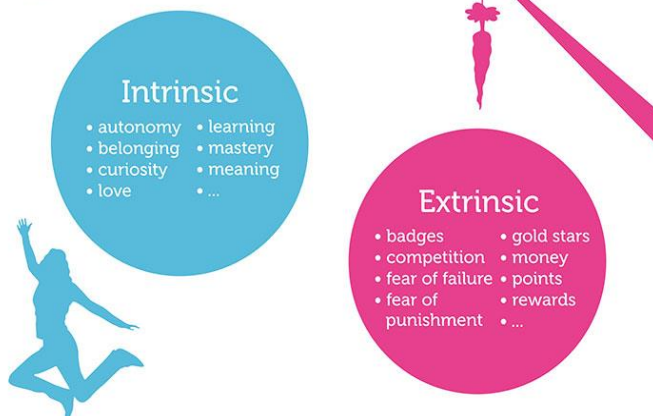 Intrinsic
• autonomy
• belonging
• curiosity
• love
• learning
• mastery
• meaning
• ...
Extrinsic
• badges
• competition
• fear of failure
• fear of
punishment
• gold stars
• money
• points
• rewards
• ...